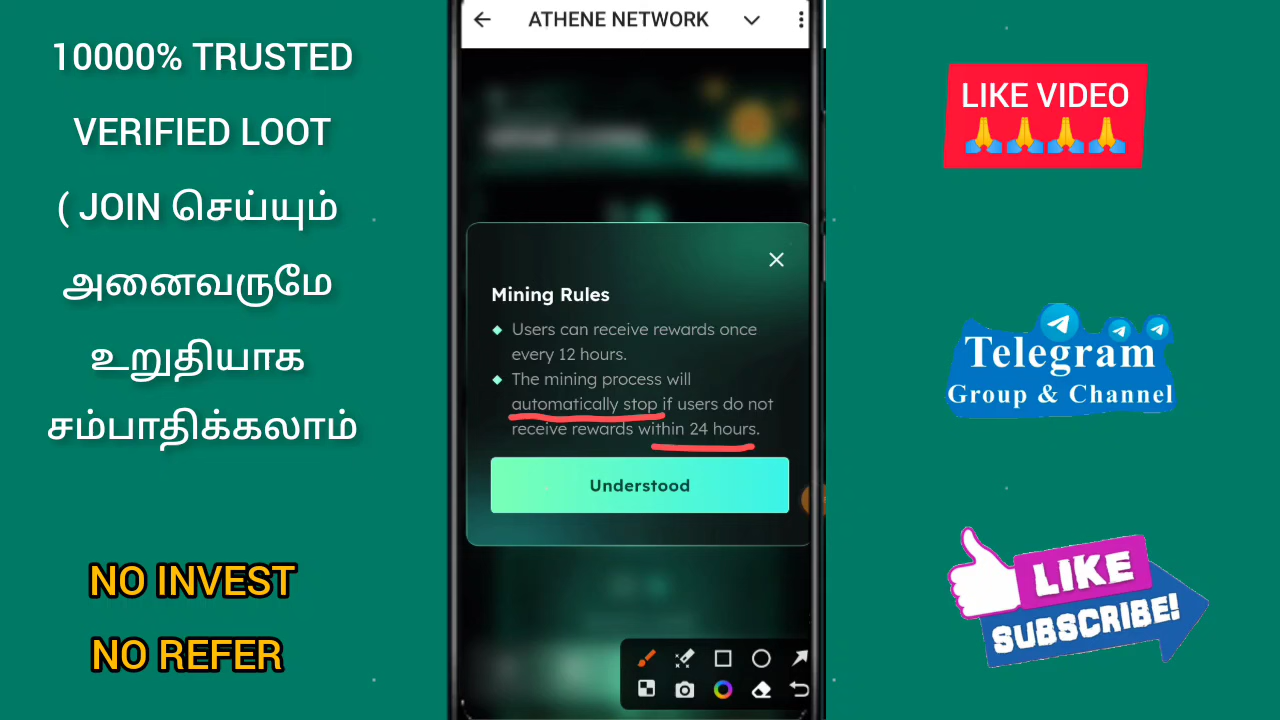 10000% TRUSTED
VERIFIED LOOT
( JOIN செய்யும்
அனைவருமே
உறுதியாக
சம்பாதிக்கலாம்
NO INVEST
NO REFER
ATHENE NETWORK
Mining Rules
Users can receive rewards once
every 12 hours.
The mining process will
automatically stop if users do not
receive rewards within 24 hours.
Understood
LIKE VIDEO
🙏🙏🙏🙏
Telegram
Group & Channel
LIKE
SUBSCRIBE!